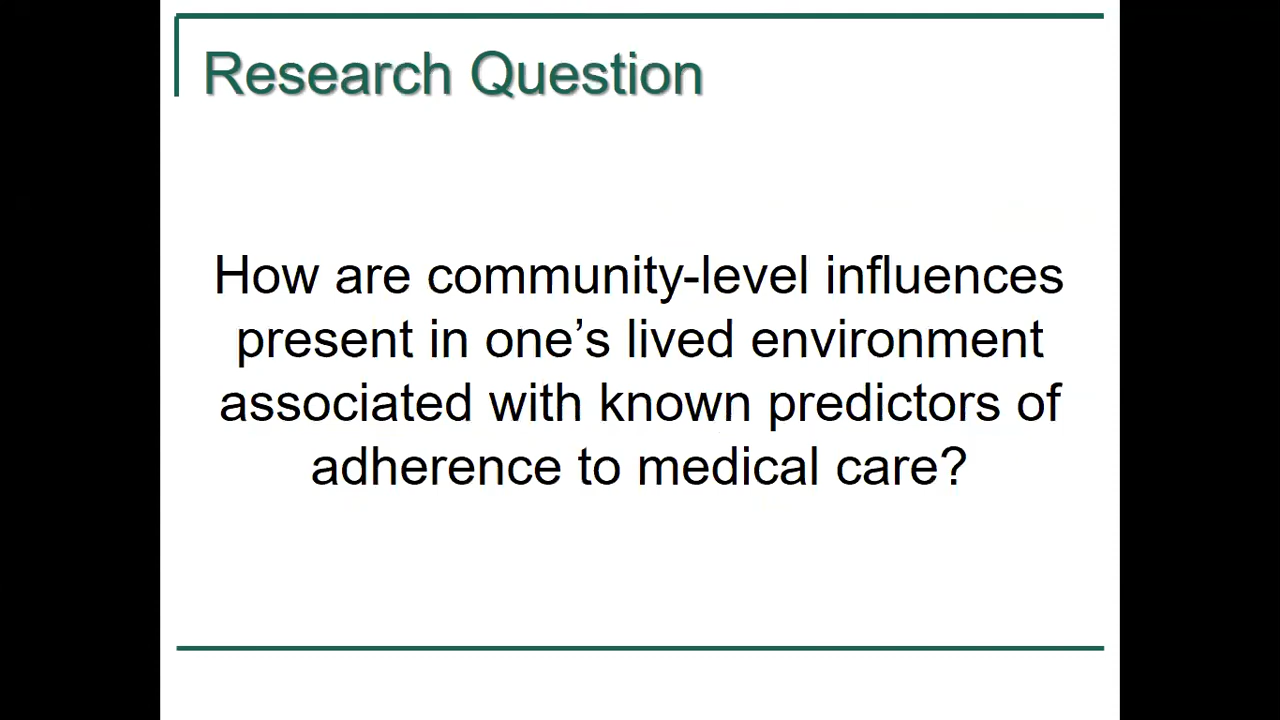 Research Question
How are community-level influences
present in one’s lived environment
associated with known predictors of
adherence to medical care?